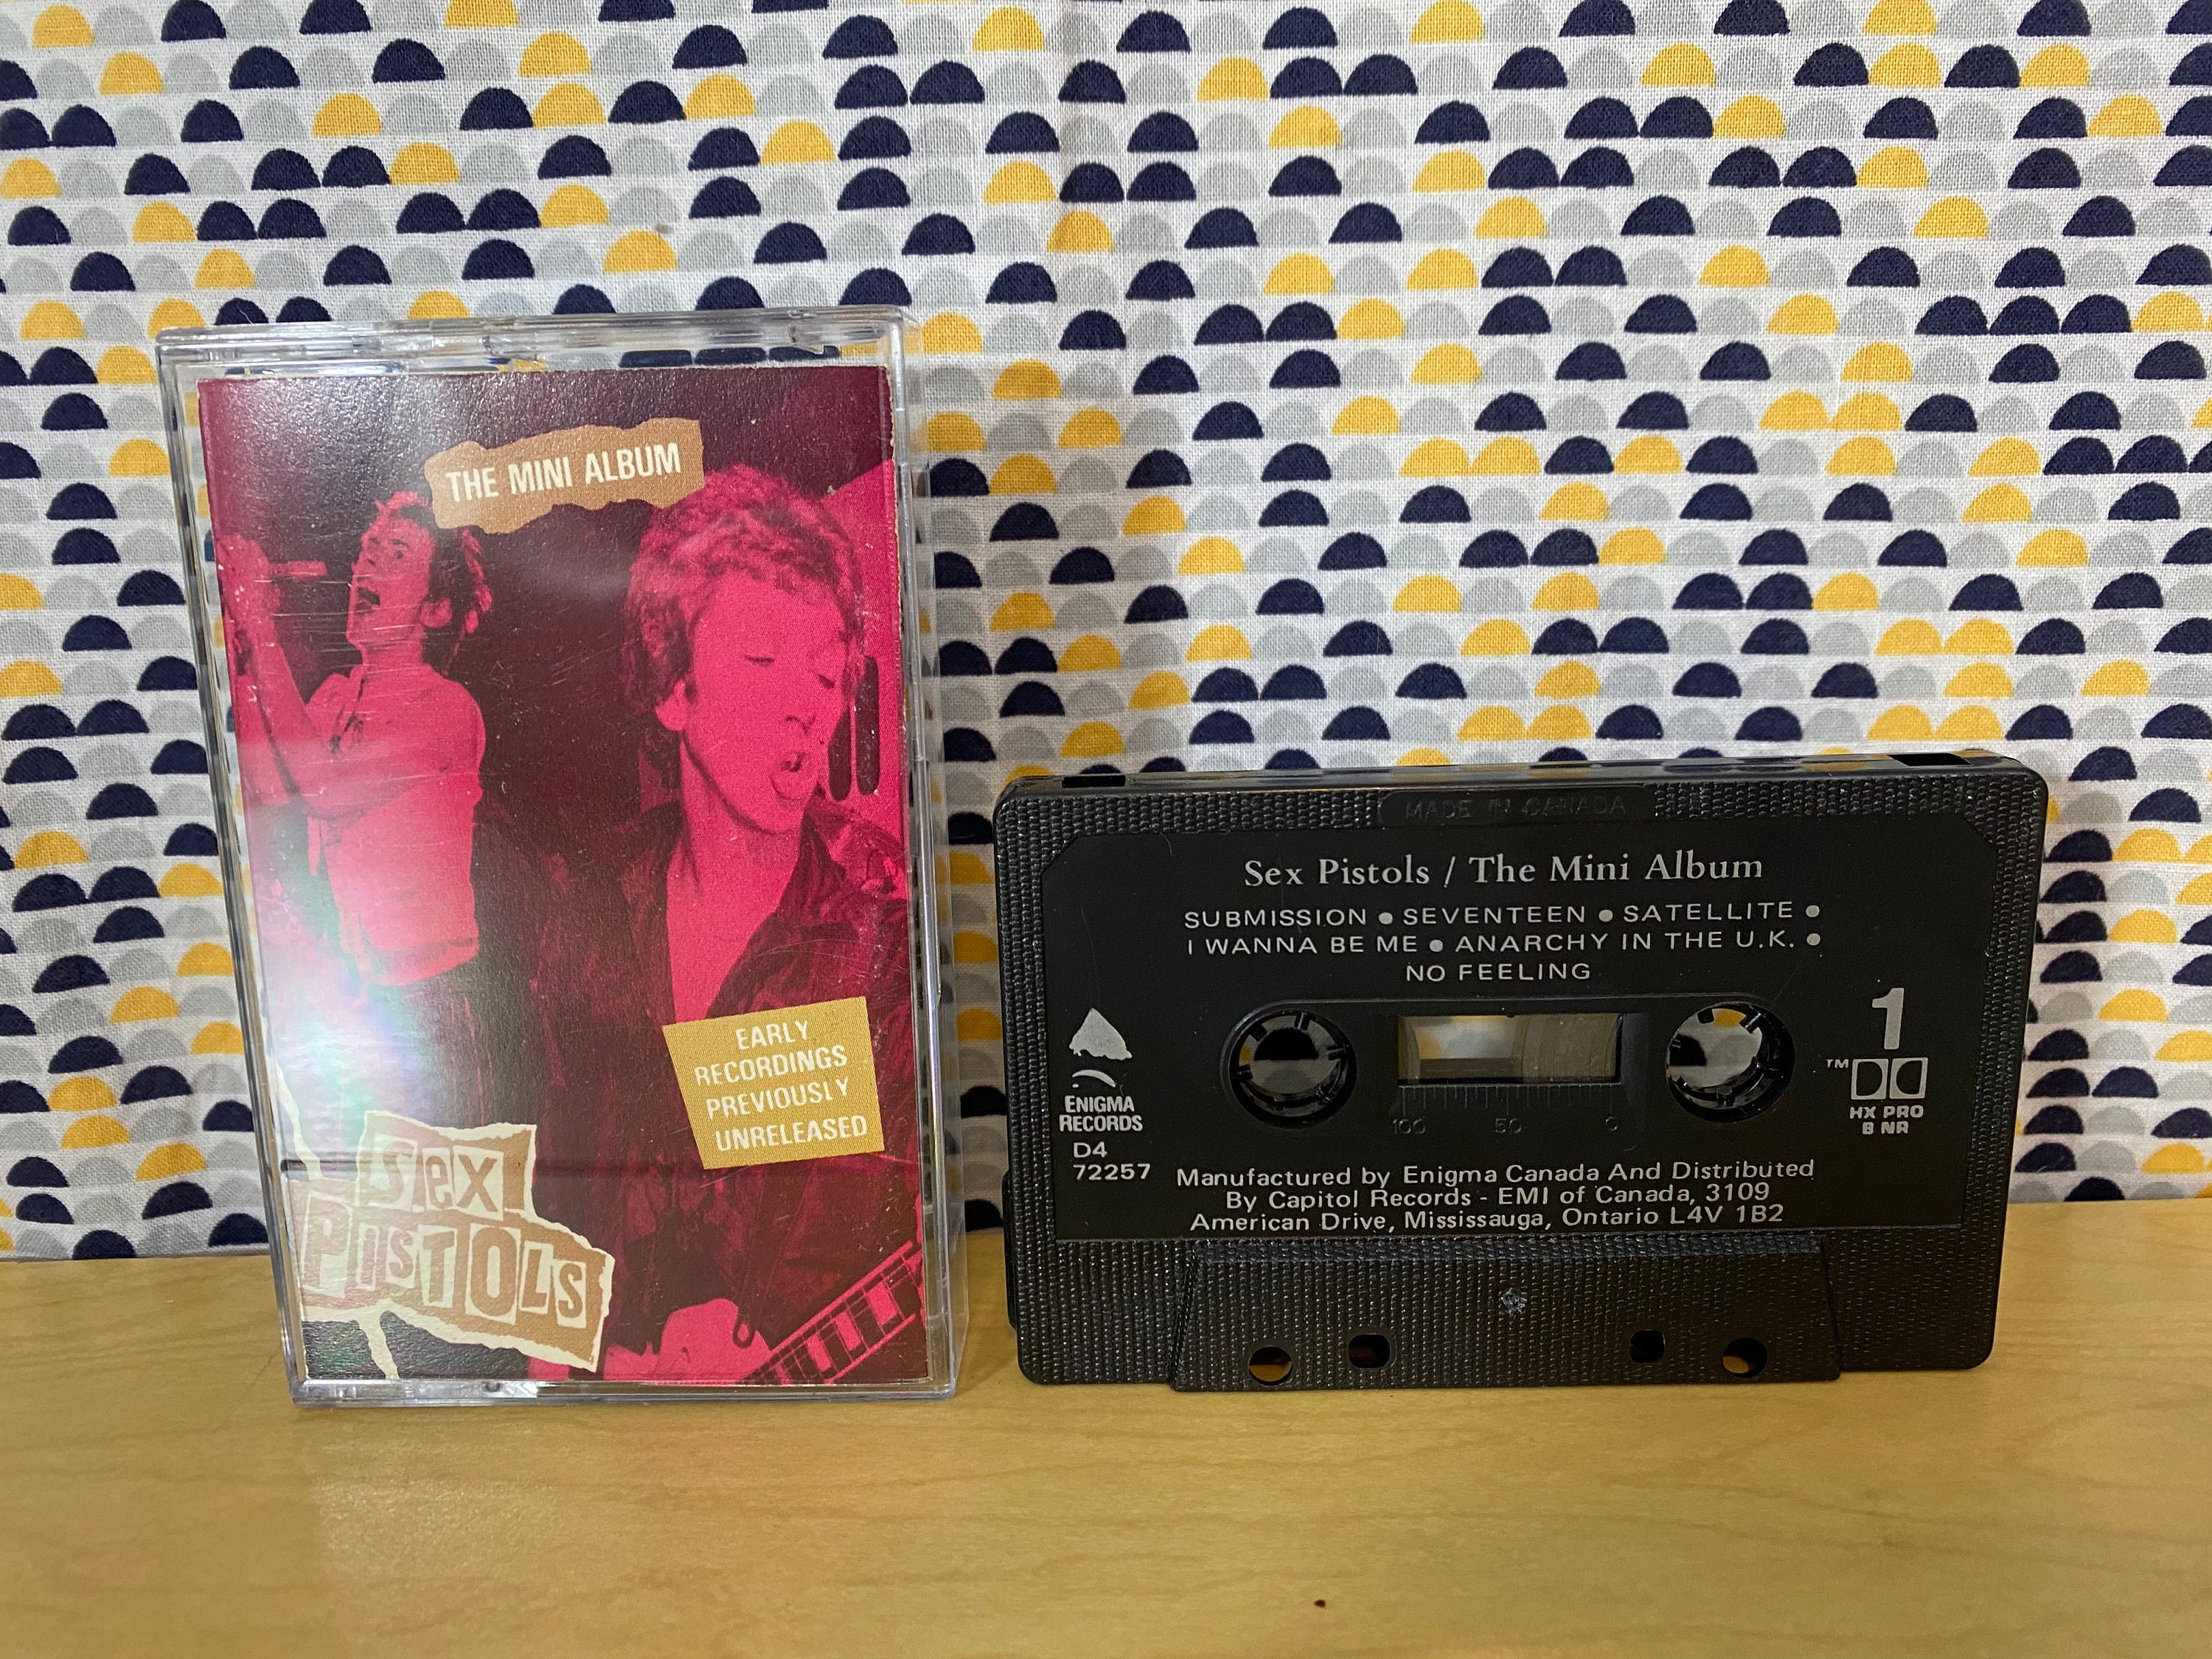 THE MINI ALBUM
EARLY
RECORDINGS
PREVIOUSLY
UNRELEASED
Sex
PISTOLS
MADE IN CANADA
Sex Pistols / The Mini Album
SUBMISSION ● SEVENTEEN ● SATELLITE ●
I WANNA BE ME ● ANARCHY IN THE U.K. ●
NO FEELING
1
ENIGMA
RECORDS
D4
72257
100 50 0
TM
HX PRO
B NR
Manufactured by Enigma Canada And Distributed
By Capitol Records - EMI of Canada, 3109
American Drive, Mississauga, Ontario L4V 1B2